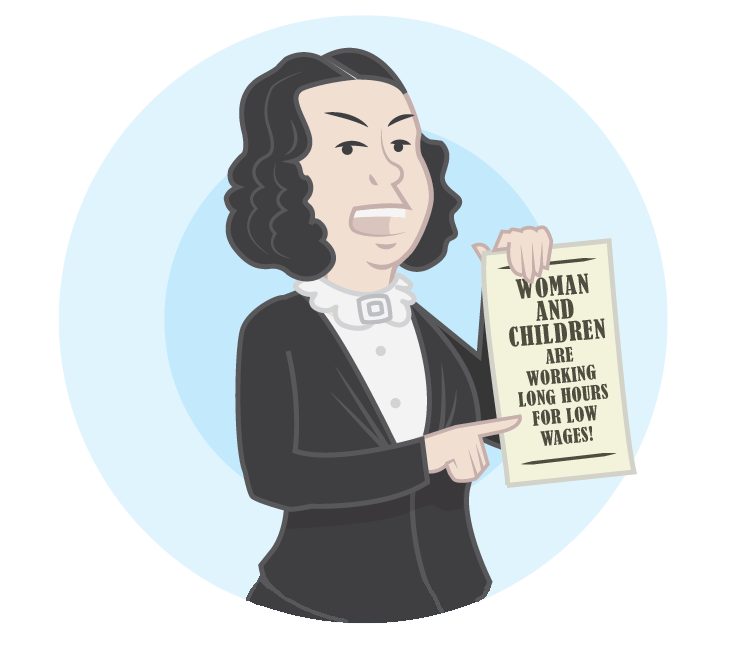 WOMAN
AND
CHILDREN
ARE
WORKING
LONG HOURS
FOR LOW
WAGES!